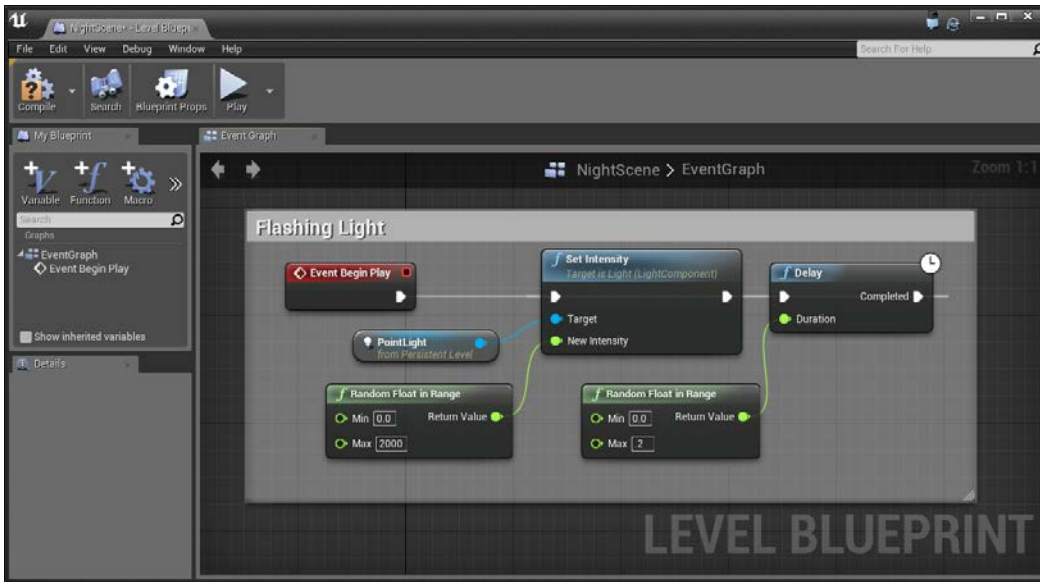 NightScene* - Level Bluepr
File Edit View Debug Window Help
Search For Help
Compile Search Blueprint Props Play
My Blueprint
Event Graph
Variable Function Macro
NightScene > EventGraph
Zoom 1:1
Search
Graphs
EventGraph
Event Begin Play
Show inherited variables
Details
Flashing Light
Event Begin Play
Set Intensity
Target is Light (LightComponent)
Target
New Intensity
Delay
Completed
Duration
PointLight
from Persistent Level
Random Float in Range
Min 0.0 Return Value
Max 2000
Random Float in Range
Min 0.0 Return Value
Max .2
LEVEL BLUEPRINT